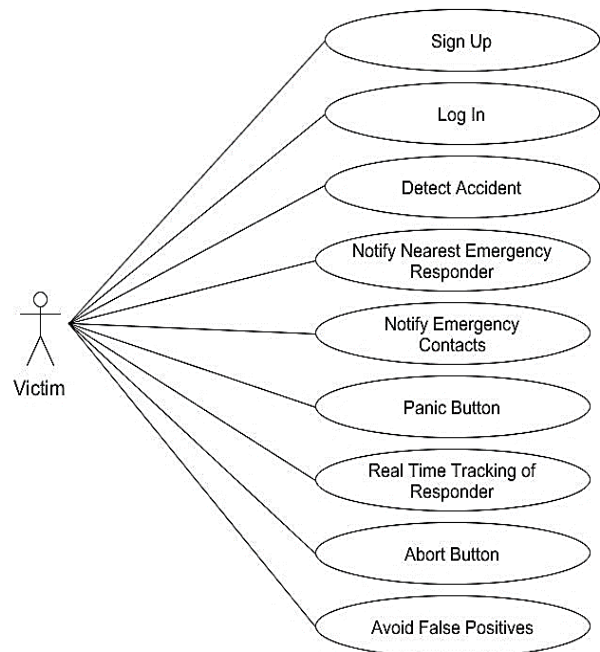 Sign Up
Log In
Detect Accident
Notify Nearest Emergency
Responder
Notify Emergency
Contacts
Victim
Panic Button
Real Time Tracking of
Responder
Abort Button
Avoid False Positives